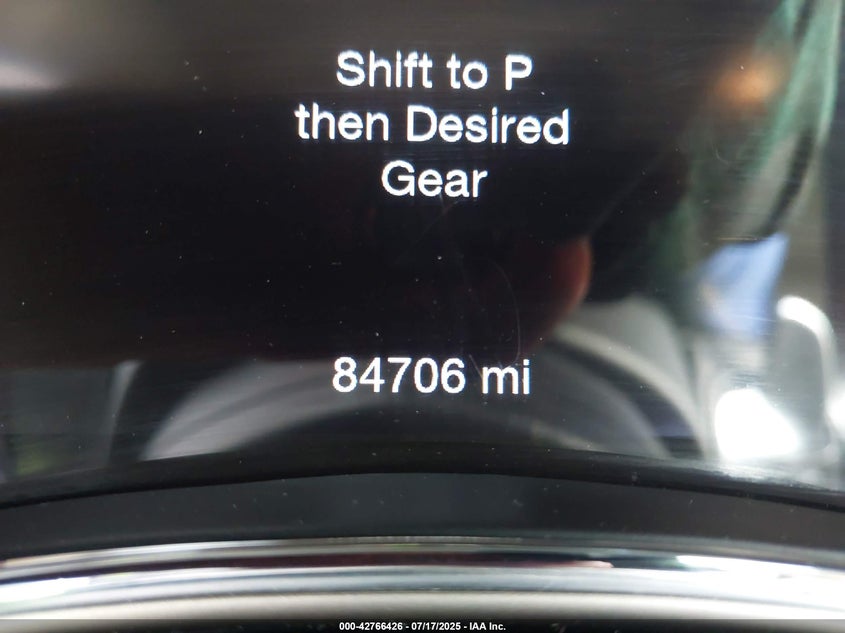 Shift to P
then Desired
Gear
84706 mi
000-42766426 - 07/17/2025 - IAA Inc.